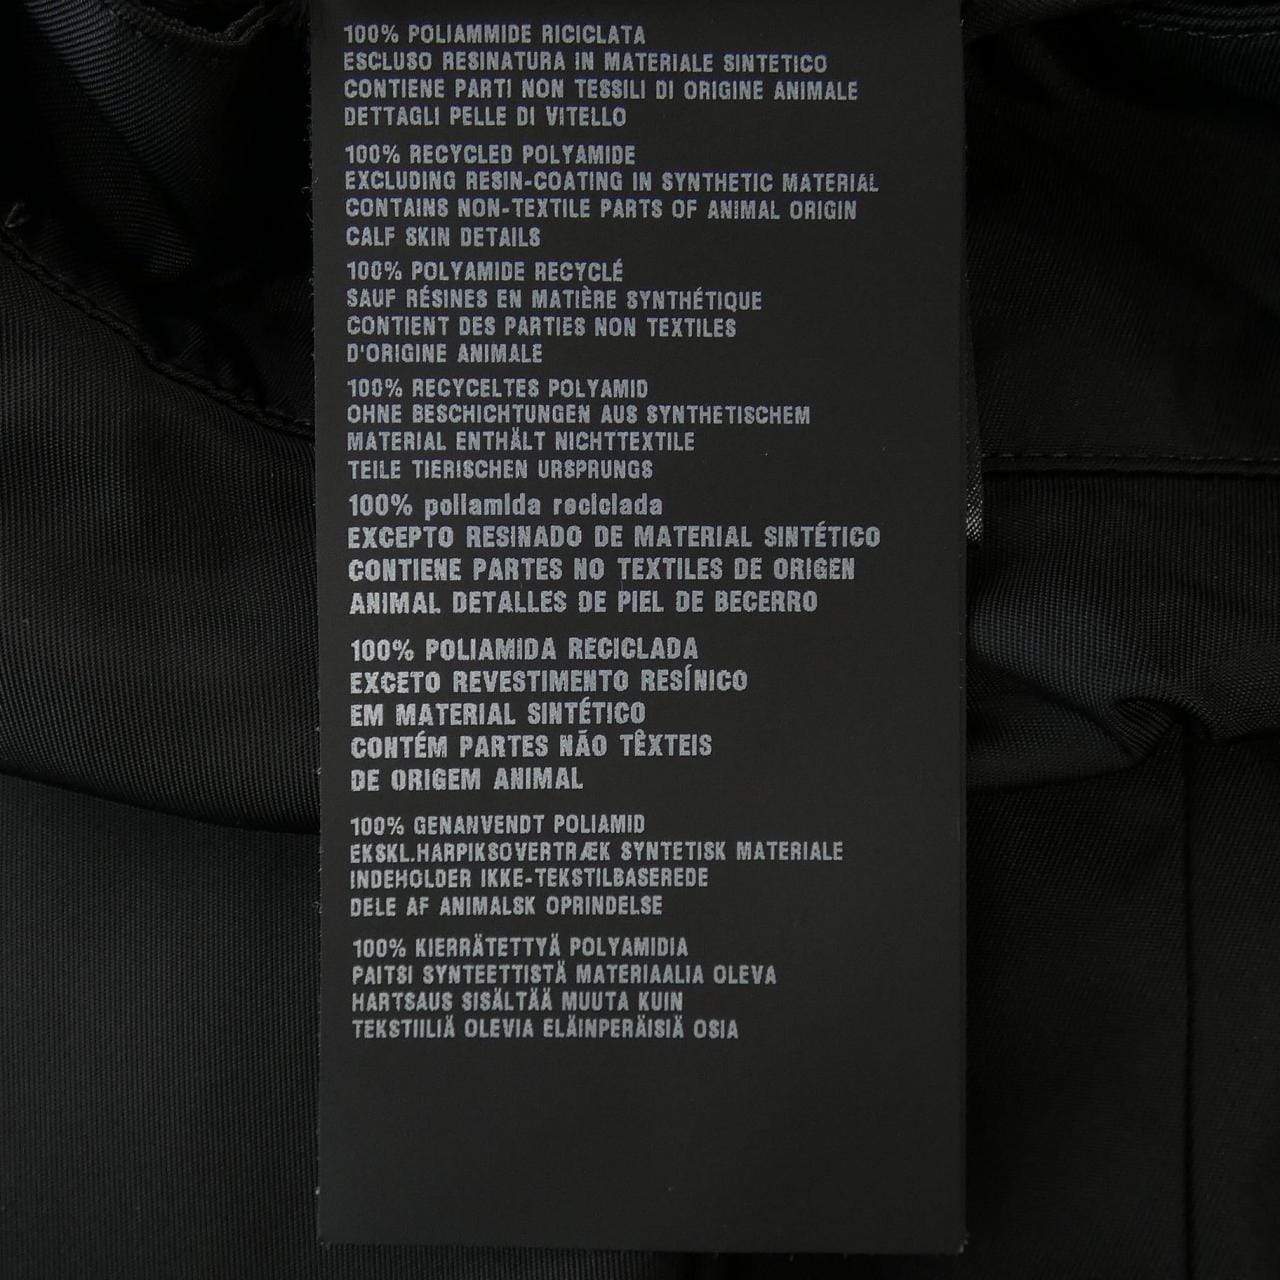 100% POLIAMMIDE RICICLATA
ESCLUSO RESINATURA IN MATERIALE SINTETICO
CONTIENE PARTI NON TESSILI DI ORIGINE ANIMALE
DETTAGLI PELLE DI VITELLO
100% RECYCLED POLYAMIDE
EXCLUDING RESIN-COATING IN SYNTHETIC MATERIAL
CONTAINS NON-TEXTILE PARTS OF ANIMAL ORIGIN
CALF SKIN DETAILS
100% POLYAMIDE RECYCLÉ
SAUF RÉSINES EN MATIÈRE SYNTHÉTIQUE
CONTIENT DES PARTIES NON TEXTILES
D'ORIGINE ANIMALE
100% RECYCELTES POLYAMID
OHNE BESCHICHTUNGEN AUS SYNTHETISCHEM
MATERIAL ENTHÄLT NICHTTEXTILE
TEILE TIERISCHEN URSPRUNGS
100% poliamida reciclada
EXCEPTO RESINADO DE MATERIAL SINTÉTICO
CONTIENE PARTES NO TEXTILES DE ORIGEN
ANIMAL DETALLES DE PIEL DE BECERRO
100% POLIAMIDA RECICLADA
EXCETO REVESTIMENTO RESÍNICO
EM MATERIAL SINTÉTICO
CONTÉM PARTES NÃO TÊXTEIS
DE ORIGEM ANIMAL
100% GENANVENDT POLIAMID
EKSKL.HARPIKSOVERTRÆK SYNTETISK MATERIALE
INDEHOLDER IKKE-TEKSTILBASEREDE
DELE AF ANIMALSK OPRINDELSE
100% KIERRÄTETTYÄ POLYAMIDIA
PAITSI SYNTEETTISTÄ MATERIAALIA OLEVA
HARTSAUS SISÄLTÄÄ MUUTA KUIN
TEKSTIILIÄ OLEVIA ELÄINPERÄISIÄ OSIA